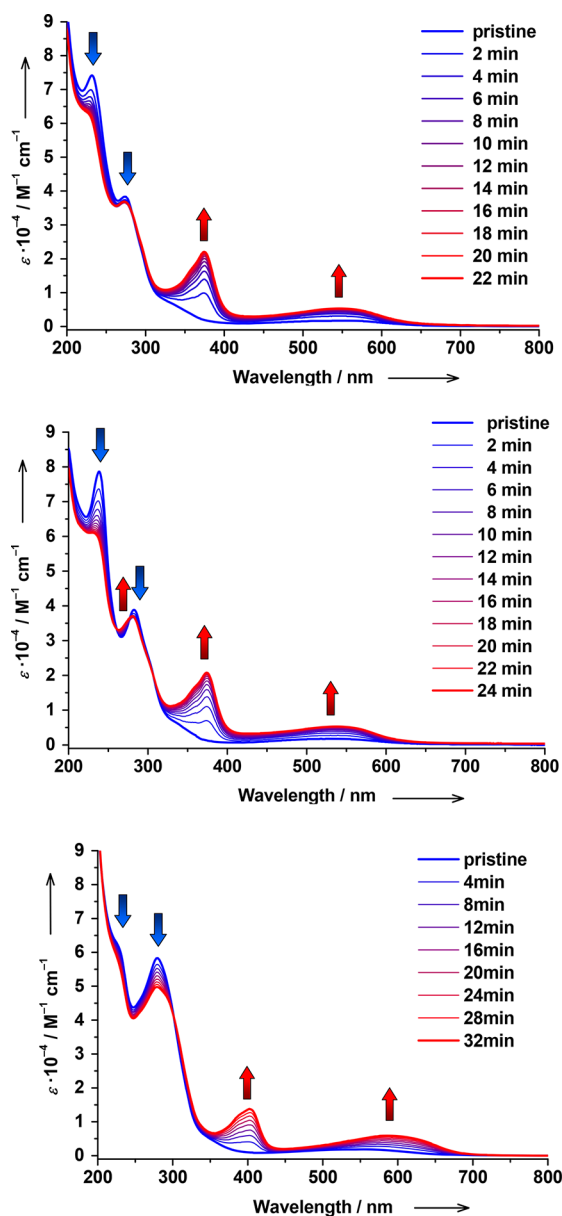 9
8
7
6
5
4
3
2
1
0
ε·10⁻⁴ / M⁻¹ cm⁻¹
pristine
2 min
4 min
6 min
8 min
10 min
12 min
14 min
16 min
18 min
20 min
22 min
200 300 400 500 600 700 800
Wavelength / nm
9
8
7
6
5
4
3
2
1
0
ε·10⁻⁴ / M⁻¹ cm⁻¹
pristine
2 min
4 min
6 min
8 min
10 min
12 min
14 min
16 min
18 min
20 min
22 min
24 min
200 300 400 500 600 700 800
Wavelength / nm
9
8
7
6
5
4
3
2
1
0
ε·10⁻⁴ / M⁻¹ cm⁻¹
pristine
4min
8min
12min
16min
20min
24min
28min
32min
200 300 400 500 600 700 800
Wavelength / nm